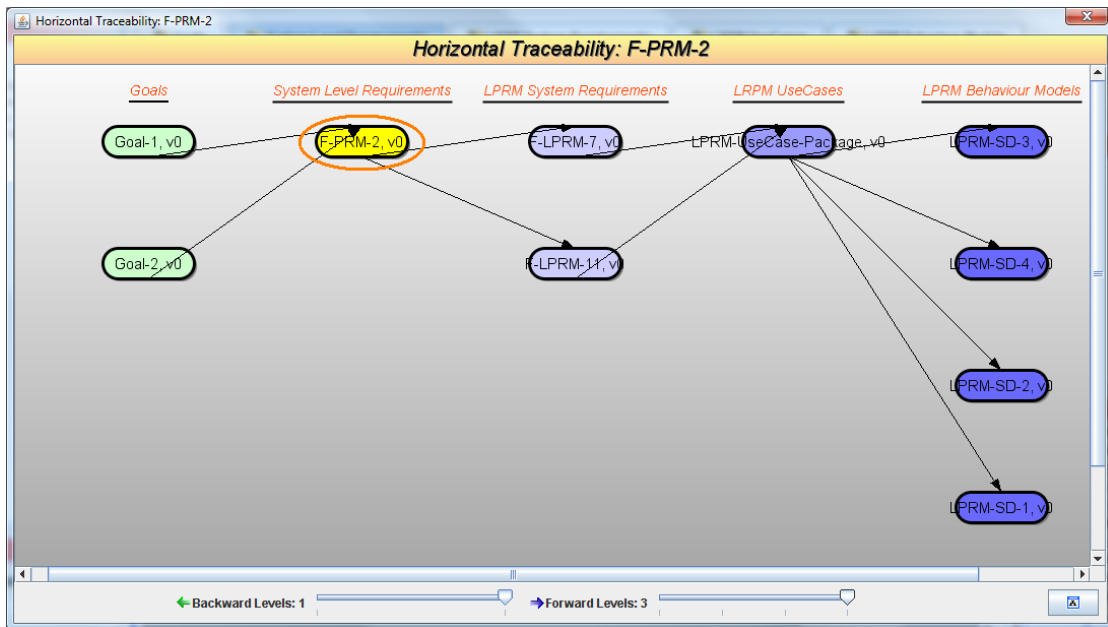 Horizontal Traceability: F-PRM-2
Horizontal Traceability: F-PRM-2
Goals System Level Requirements LPRM System Requirements LRPM UseCases LPRM Behaviour Models
Goal-1, v0 F-PRM-2, v0 F-LPRM-7, v0 LPRM-UseCase-Package, v0 LPRM-SD-3, v0
Goal-2, v0 F-LPRM-11, v0 LPRM-SD-4, v0
LPRM-SD-2, v0
LPRM-SD-1, v0
Backward Levels: 1 Forward Levels: 3